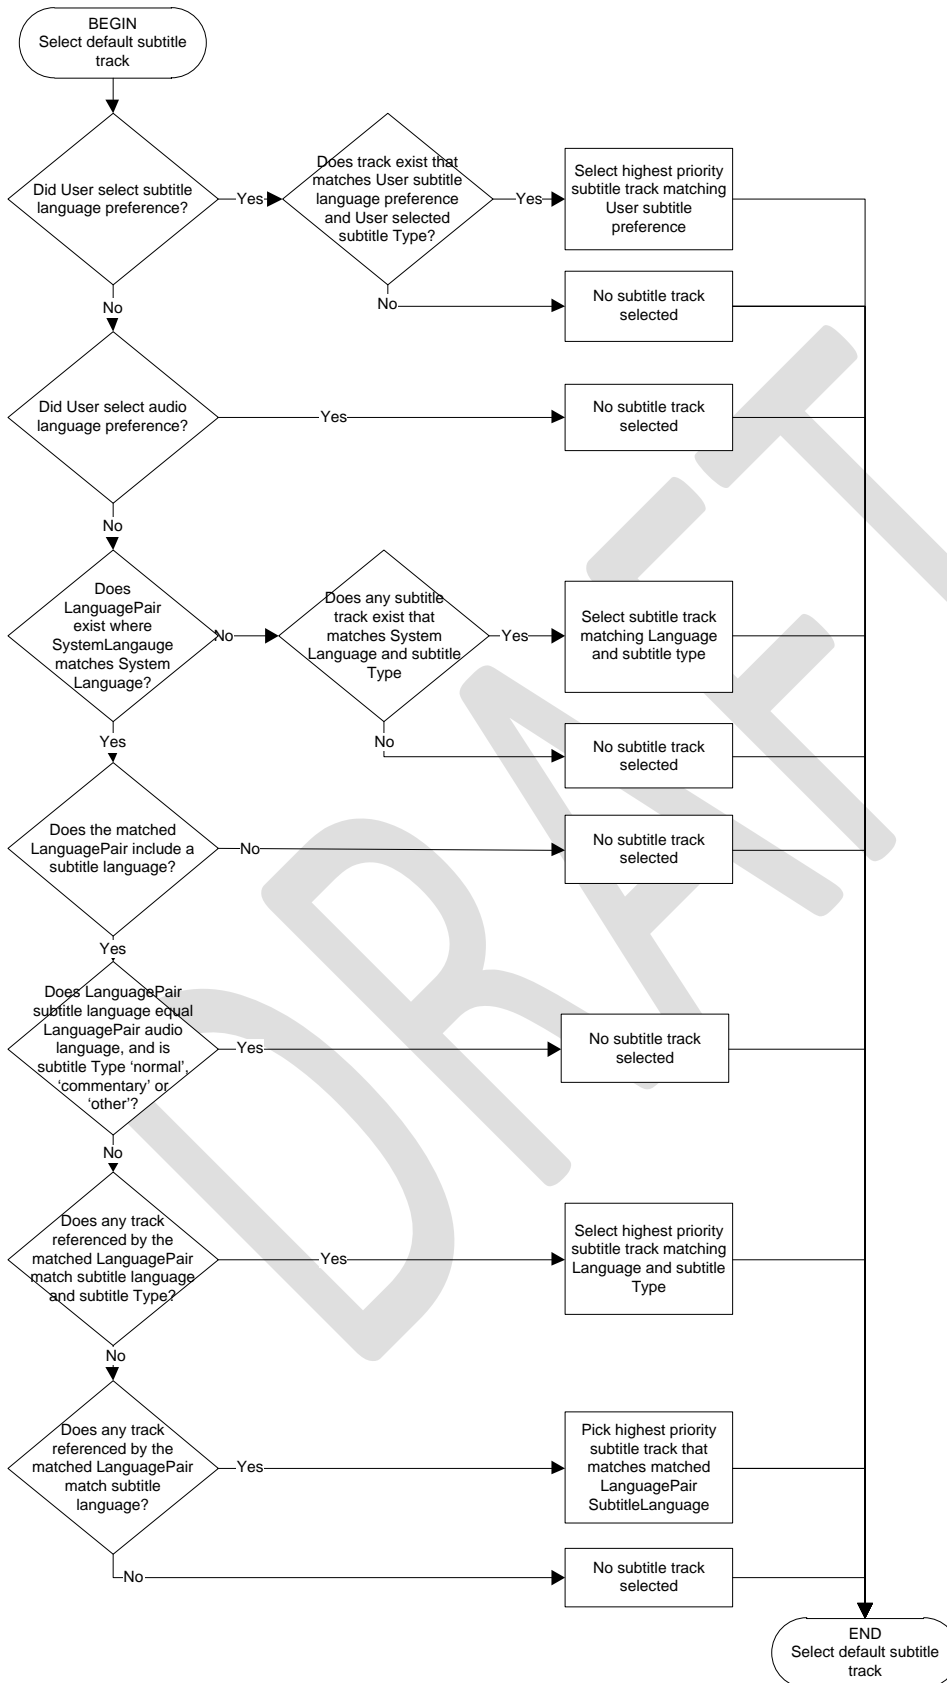 BEGIN
Select default subtitle
track
Did User select subtitle
language preference?
Yes
Does track exist that
matches User subtitle
language preference
and User selected
subtitle Type?
Yes
Select highest priority
subtitle track matching
User subtitle
preference
No
No
No subtitle track
selected
Did User select audio
language preference?
Yes
No subtitle track
selected
No
Does
LanguagePair
exist where
SystemLangauge
matches System
Language?
No
Does any subtitle
track exist that
matches System
Language and subtitle
Type
Yes
Select subtitle track
matching Language
and subtitle type
Yes
No
No subtitle track
selected
Does the matched
LanguagePair include a
subtitle language?
No
No subtitle track
selected
Yes
Does LanguagePair
subtitle language equal
LanguagePair audio
language, and is
subtitle Type ‘normal’,
‘commentary’ or
‘other’?
Yes
No subtitle track
selected
No
Does any track
referenced by the
matched LanguagePair
match subtitle language
and subtitle Type?
Yes
Select highest priority
subtitle track matching
Language and subtitle
Type
No
Does any track
referenced by the
matched LanguagePair
match subtitle
language?
Yes
Pick highest priority
subtitle track that
matches matched
LanguagePair
SubtitleLanguage
No
No subtitle track
selected
END
Select default subtitle
track
DRAFT